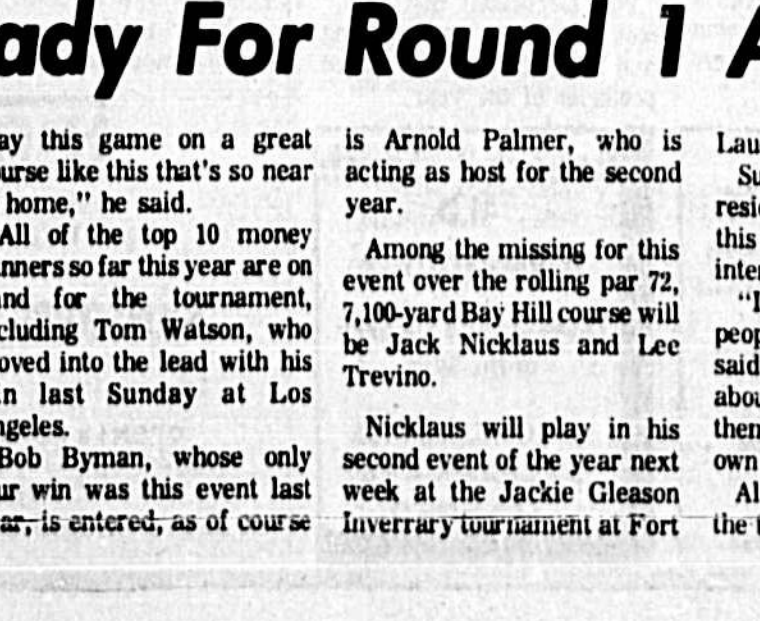 ady For Round 1 A
ay this game on a great
urse like this that's so near
home," he said.
All of the top 10 money
nners so far this year are on
nd for the tournament,
cluding Tom Watson, who
oved into the lead with his
n last Sunday at Los
ngeles.
Bob Byman, whose only
ur win was this event last
ar, is entered, as of course
is Arnold Palmer, who is
acting as host for the second
year.
Among the missing for this
event over the rolling par 72,
7,100-yard Bay Hill course will
be Jack Nicklaus and Lee
Trevino.
Nicklaus will play in his
second event of the year next
week at the Jackie Gleason
Inverrary tournament at Fort
Lau
Su
resi
this
inte
"I
peop
said
abou
them
own
Al
the t